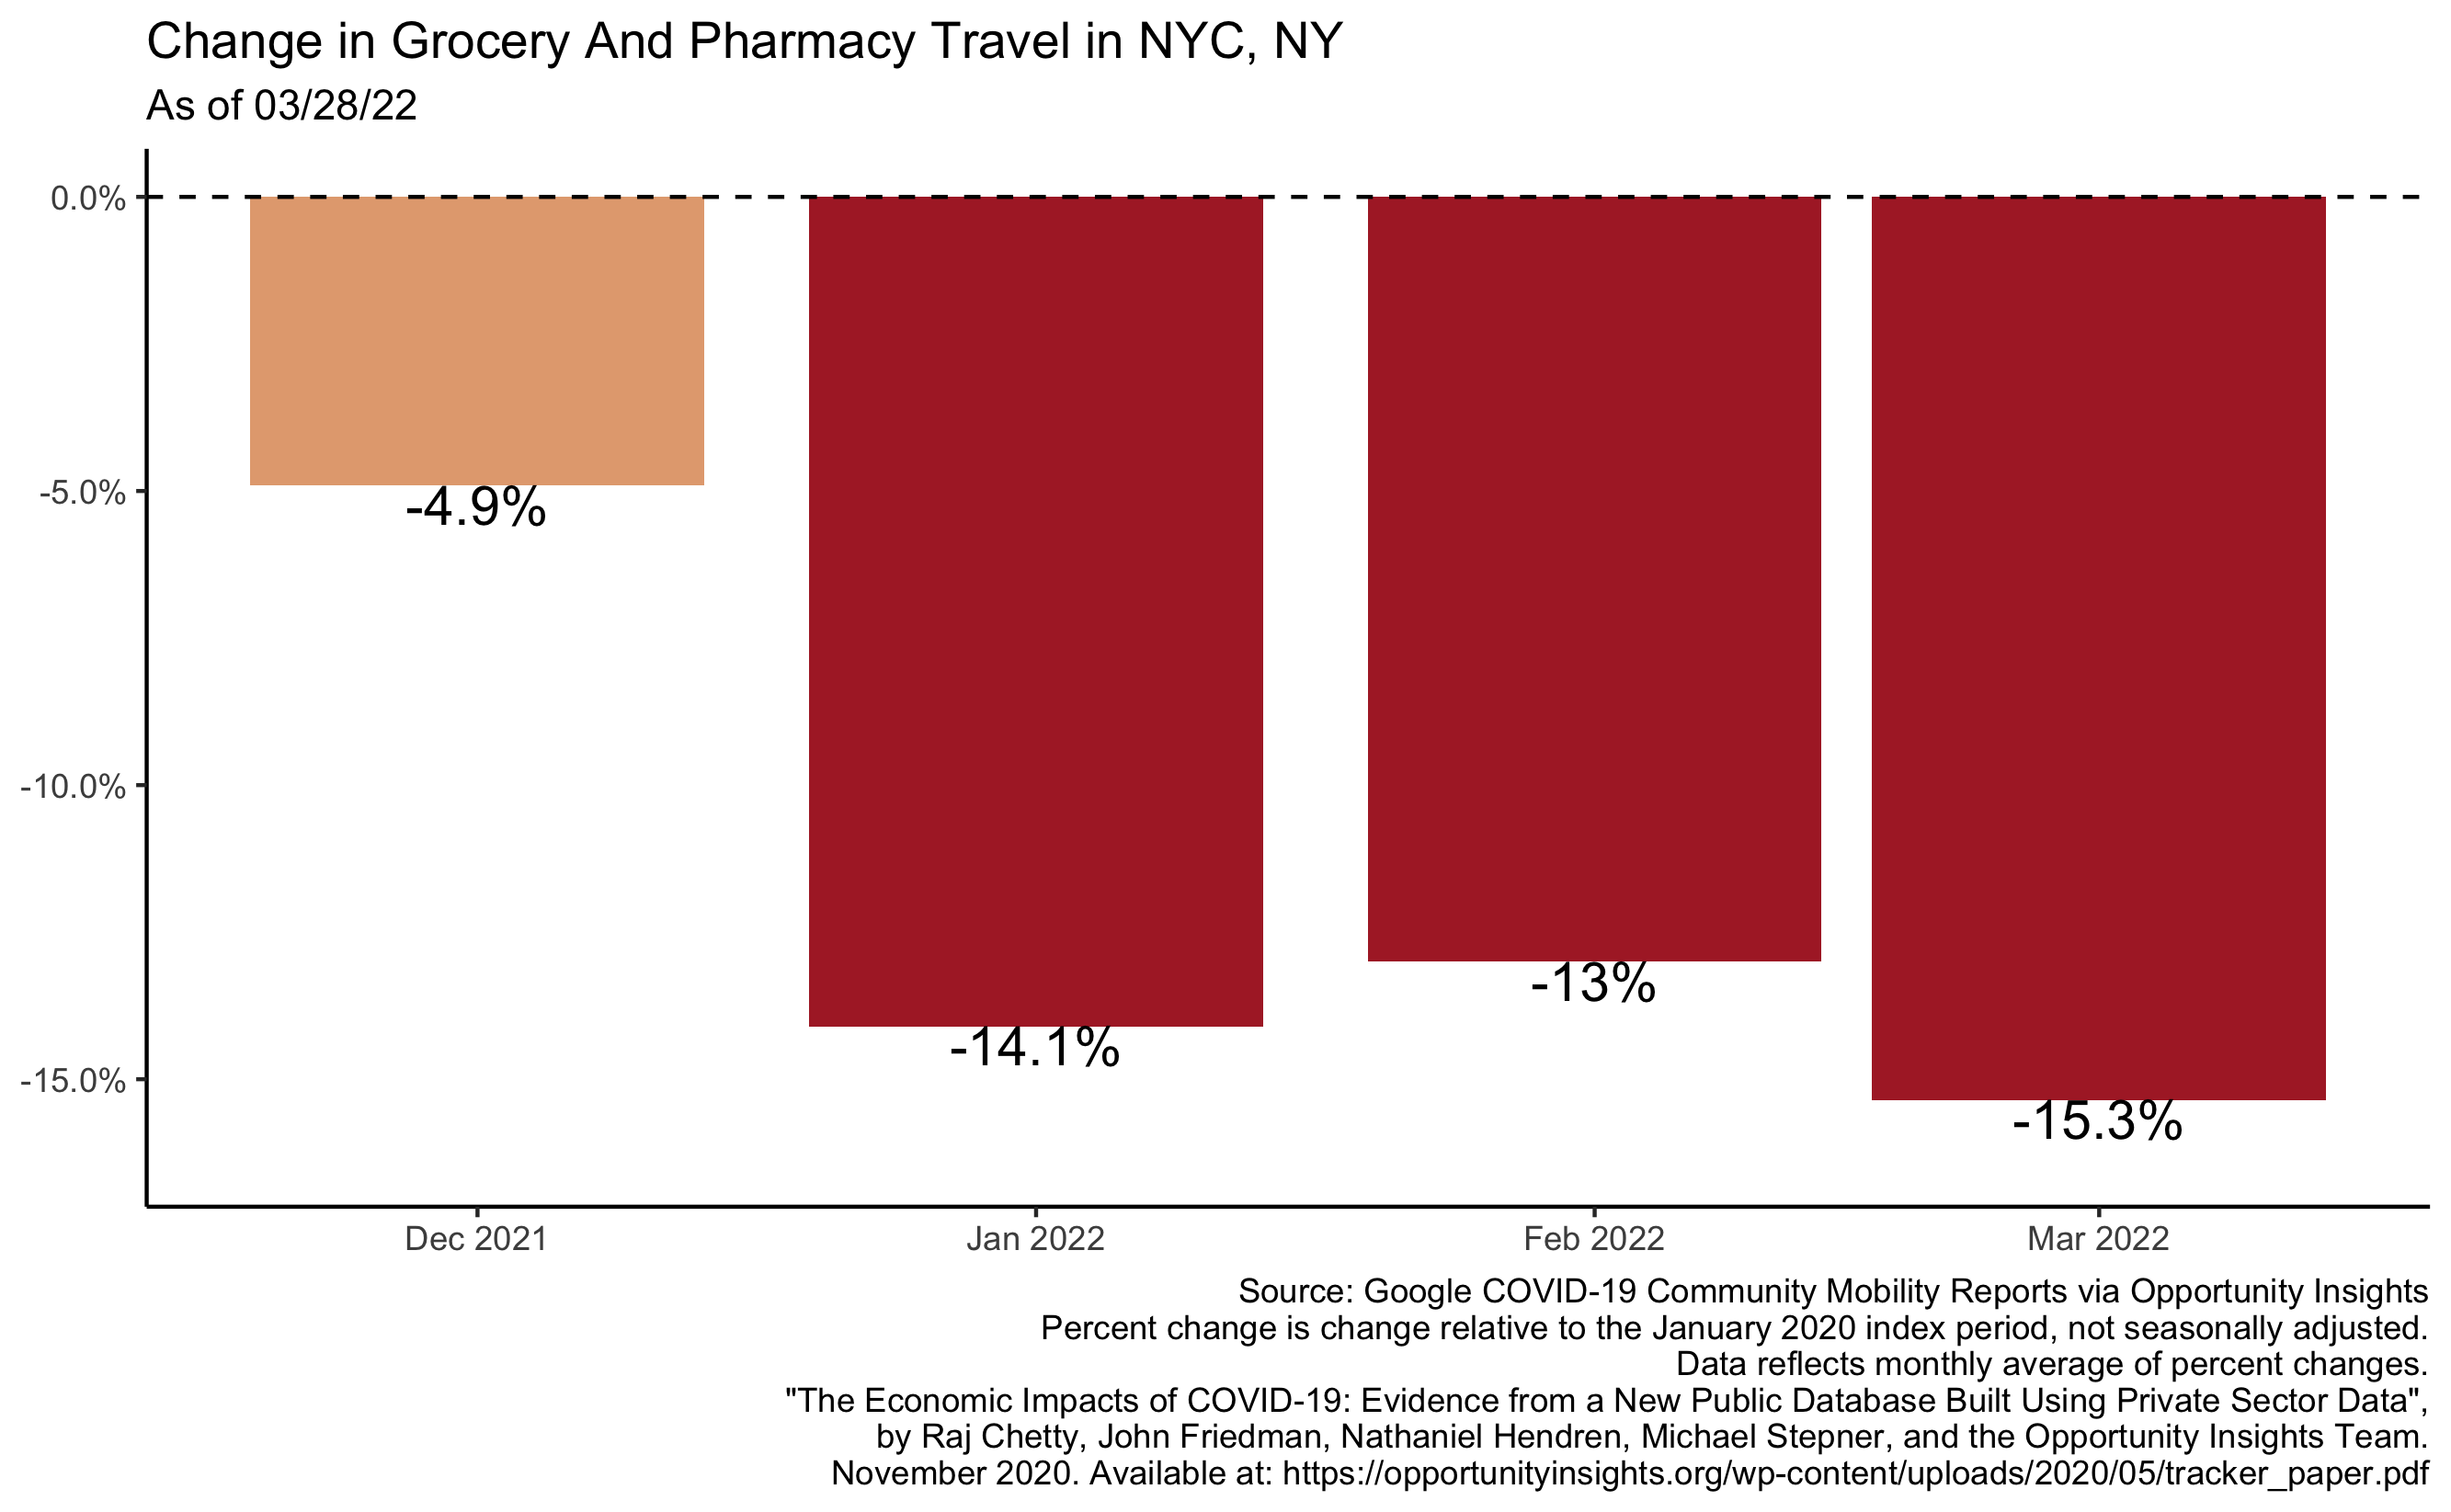 Change in Grocery And Pharmacy Travel in NYC, NY
As of 03/28/22
0.0%
-5.0%
-10.0%
-15.0%
-4.9%
-14.1%
-13%
-15.3%
Dec 2021
Jan 2022
Feb 2022
Mar 2022
Source: Google COVID-19 Community Mobility Reports via Opportunity Insights
Percent change is change relative to the January 2020 index period, not seasonally adjusted.
Data reflects monthly average of percent changes.
"The Economic Impacts of COVID-19: Evidence from a New Public Database Built Using Private Sector Data",
by Raj Chetty, John Friedman, Nathaniel Hendren, Michael Stepner, and the Opportunity Insights Team.
November 2020. Available at: https://opportunityinsights.org/wp-content/uploads/2020/05/tracker_paper.pdf